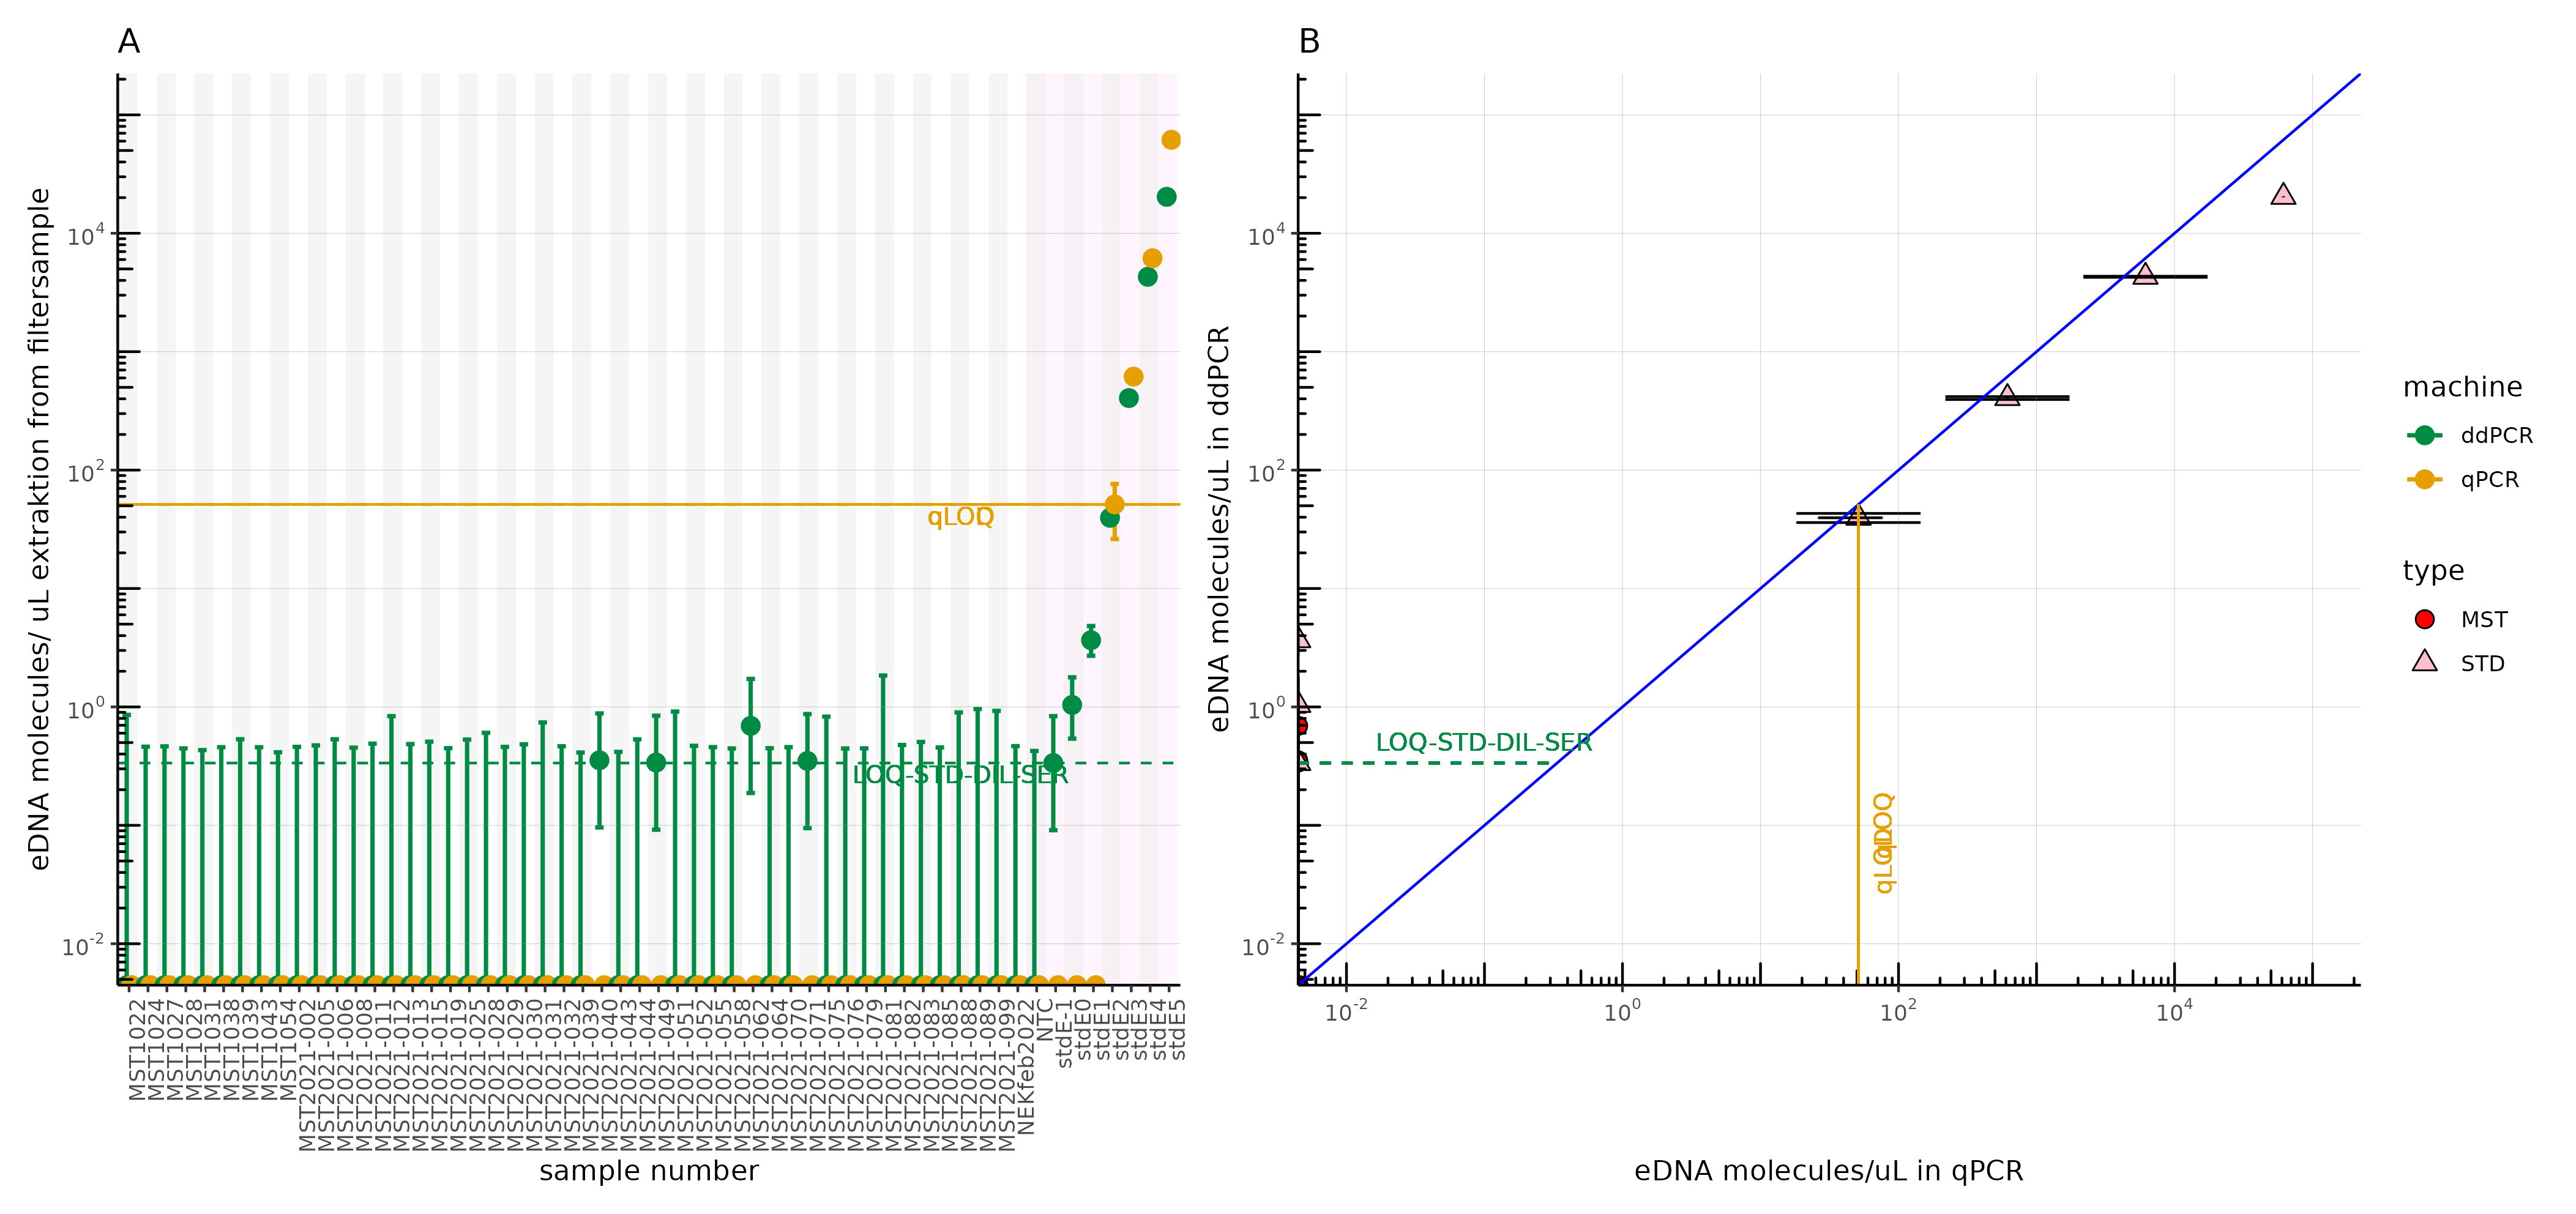 A
eDNA molecules/ uL extraktion from filtersample
10^4
10^2
10^0
10^-2
qLOQ
LOQ-STD-DIL-SER
MST1022
MST1024
MST1027
MST1028
MST1031
MST1038
MST1039
MST1043
MST1054
MST2021-002
MST2021-005
MST2021-006
MST2021-008
MST2021-011
MST2021-012
MST2021-013
MST2021-015
MST2021-019
MST2021-025
MST2021-028
MST2021-029
MST2021-030
MST2021-031
MST2021-032
MST2021-039
MST2021-040
MST2021-043
MST2021-044
MST2021-049
MST2021-051
MST2021-052
MST2021-055
MST2021-058
MST2021-062
MST2021-064
MST2021-070
MST2021-071
MST2021-075
MST2021-076
MST2021-079
MST2021-081
MST2021-082
MST2021-083
MST2021-085
MST2021-088
MST2021-089
MST2021-099
NEKfeb2022
NTC
stdE-1
stdE0
stdE1
stdE2
stdE3
stdE4
stdE5
sample number
B
eDNA molecules/uL in ddPCR
10^4
10^2
10^0
10^-2
LOQ-STD-DIL-SER
10^-2
10^0
10^2
10^4
eDNA molecules/uL in qPCR
machine
ddPCR
qPCR
type
MST
STD